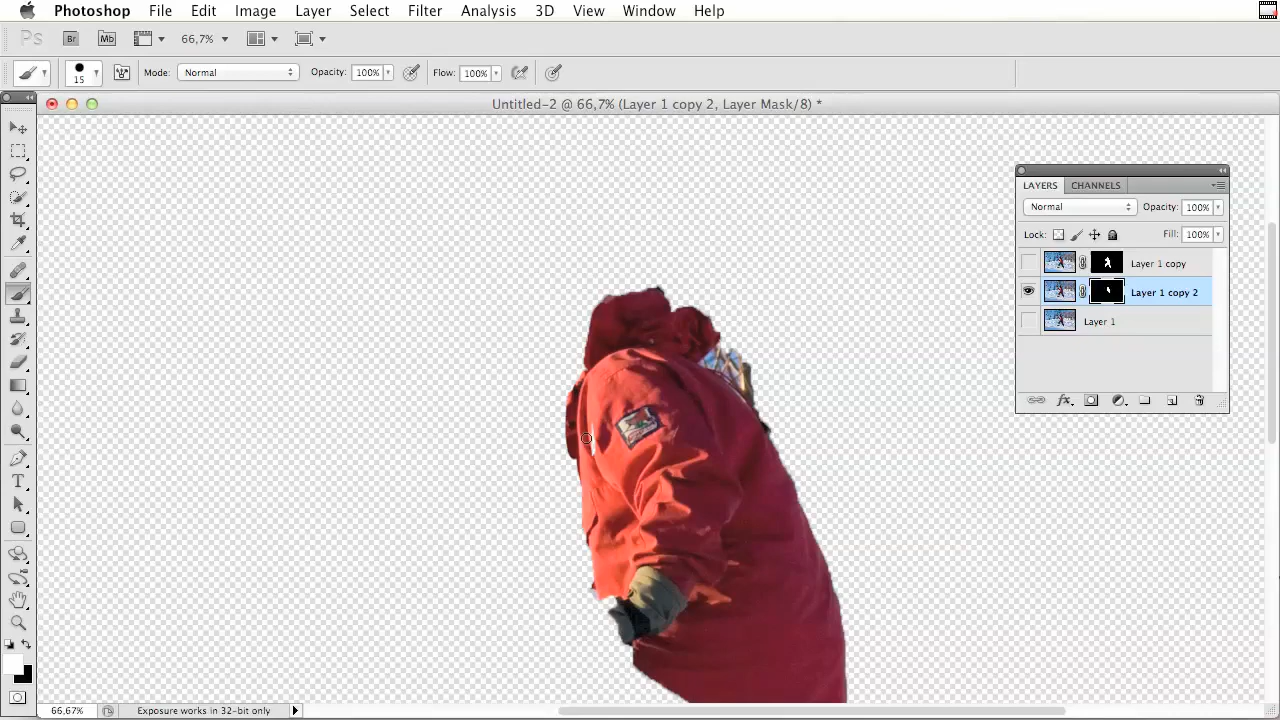 Photoshop File Edit Image Layer Select Filter Analysis 3D View Window Help
Ps Br Mb 66,7%
15 Mode: Normal Opacity: 100% Flow: 100%
Untitled-2 @ 66,7% (Layer 1 copy 2, Layer Mask/8) *
LAYERS CHANNELS
Normal Opacity: 100%
Lock: Fill: 100%
Layer 1 copy
Layer 1 copy 2
Layer 1
fx
T
66,67% Exposure works in 32-bit only